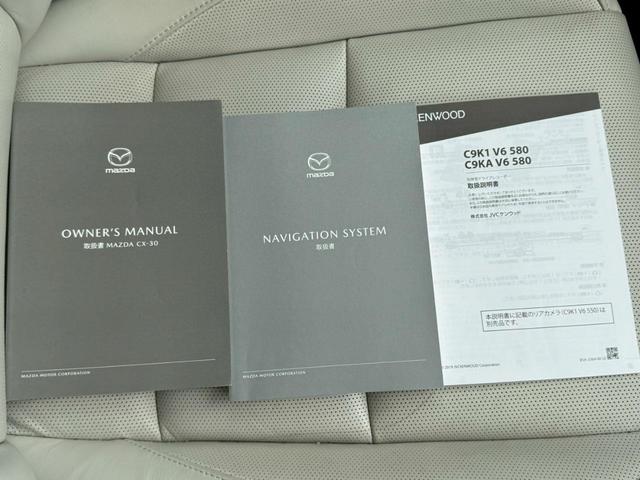 mazda
OWNER'S MANUAL
取扱書 MAZDA CX-30
MAZDA MOTOR CORPORATION
mazda
NAVIGATION SYSTEM
取扱書
MAZDA MOTOR CORPORATION
KENWOOD
C9K1 V6 580
C9KA V6 580
取扱説明書
株式会社 JVCケンウッド
本説明書に記載のリアカメラ(C9K1 V6 550)は
別売品です。
© 2019 JVCKENWOOD Corporation